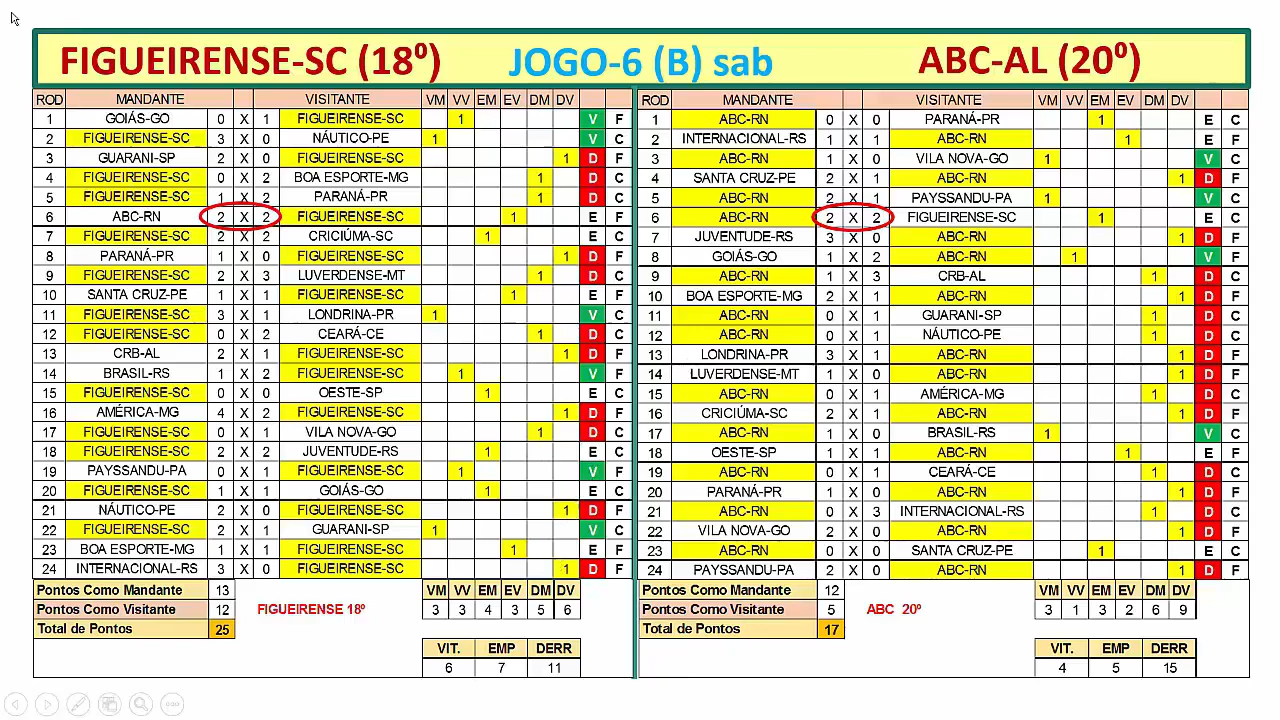 FIGUEIRENSE-SC (18⁰) JOGO-6 (B) sab ABC-AL (20⁰)
ROD MANDANTE VISITANTE VM VV EM EV DM DV
1 GOIÁS-GO 0 X 1 FIGUEIRENSE-SC 1 V F
2 FIGUEIRENSE-SC 3 X 0 NÁUTICO-PE 1 V C
3 GUARANI-SP 2 X 0 FIGUEIRENSE-SC 1 D F
4 FIGUEIRENSE-SC 0 X 2 BOA ESPORTE-MG 1 D C
5 FIGUEIRENSE-SC 1 X 2 PARANÁ-PR 1 D C
6 ABC-RN 2 X 2 FIGUEIRENSE-SC 1 E F
7 FIGUEIRENSE-SC 2 X 2 CRICIÚMA-SC 1 E C
8 PARANÁ-PR 1 X 0 FIGUEIRENSE-SC 1 D F
9 FIGUEIRENSE-SC 2 X 3 LUVERDENSE-MT 1 D C
10 SANTA CRUZ-PE 1 X 1 FIGUEIRENSE-SC 1 E F
11 FIGUEIRENSE-SC 3 X 1 LONDRINA-PR 1 V C
12 FIGUEIRENSE-SC 0 X 2 CEARÁ-CE 1 D C
13 CRB-AL 2 X 1 FIGUEIRENSE-SC 1 D F
14 BRASIL-RS 1 X 2 FIGUEIRENSE-SC 1 V F
15 FIGUEIRENSE-SC 0 X 0 OESTE-SP 1 E C
16 AMÉRICA-MG 4 X 2 FIGUEIRENSE-SC 1 D F
17 FIGUEIRENSE-SC 0 X 1 VILA NOVA-GO 1 D C
18 FIGUEIRENSE-SC 2 X 2 JUVENTUDE-RS 1 E C
19 PAYSSANDU-PA 0 X 1 FIGUEIRENSE-SC 1 V F
20 FIGUEIRENSE-SC 1 X 1 GOIÁS-GO 1 E C
21 NÁUTICO-PE 2 X 0 FIGUEIRENSE-SC 1 D F
22 FIGUEIRENSE-SC 2 X 1 GUARANI-SP 1 V C
23 BOA ESPORTE-MG 1 X 1 FIGUEIRENSE-SC 1 E F
24 INTERNACIONAL-RS 3 X 0 FIGUEIRENSE-SC 1 D F
Pontos Como Mandante 13 VM VV EM EV DM DV
Pontos Como Visitante 12 FIGUEIRENSE 18º 3 3 4 3 5 6
Total de Pontos 25
VIT. EMP DERR
6 7 11
ROD MANDANTE VISITANTE VM VV EM EV DM DV
1 ABC-RN 0 X 0 PARANÁ-PR 1 E C
2 INTERNACIONAL-RS 1 X 1 ABC-RN 1 E F
3 ABC-RN 1 X 0 VILA NOVA-GO 1 V C
4 SANTA CRUZ-PE 2 X 1 ABC-RN 1 D F
5 ABC-RN 2 X 1 PAYSSANDU-PA 1 V C
6 ABC-RN 2 X 2 FIGUEIRENSE-SC 1 E C
7 JUVENTUDE-RS 3 X 0 ABC-RN 1 D F
8 GOIÁS-GO 1 X 2 ABC-RN 1 V F
9 ABC-RN 1 X 3 CRB-AL 1 D C
10 BOA ESPORTE-MG 2 X 1 ABC-RN 1 D F
11 ABC-RN 0 X 1 GUARANI-SP 1 D C
12 ABC-RN 0 X 1 NÁUTICO-PE 1 D C
13 LONDRINA-PR 3 X 1 ABC-RN 1 D F
14 LUVERDENSE-MT 1 X 0 ABC-RN 1 D F
15 ABC-RN 0 X 1 AMÉRICA-MG 1 D C
16 CRICIÚMA-SC 2 X 1 ABC-RN 1 D F
17 ABC-RN 1 X 0 BRASIL-RS 1 V C
18 OESTE-SP 1 X 1 ABC-RN 1 E F
19 ABC-RN 0 X 1 CEARÁ-CE 1 D C
20 PARANÁ-PR 1 X 0 ABC-RN 1 D F
21 ABC-RN 0 X 3 INTERNACIONAL-RS 1 D C
22 VILA NOVA-GO 2 X 0 ABC-RN 1 D F
23 ABC-RN 0 X 0 SANTA CRUZ-PE 1 E C
24 PAYSSANDU-PA 2 X 0 ABC-RN 1 D F
Pontos Como Mandante 12 VM VV EM EV DM DV
Pontos Como Visitante 5 ABC 20º 3 1 3 2 6 9
Total de Pontos 17
VIT. EMP DERR
4 5 15